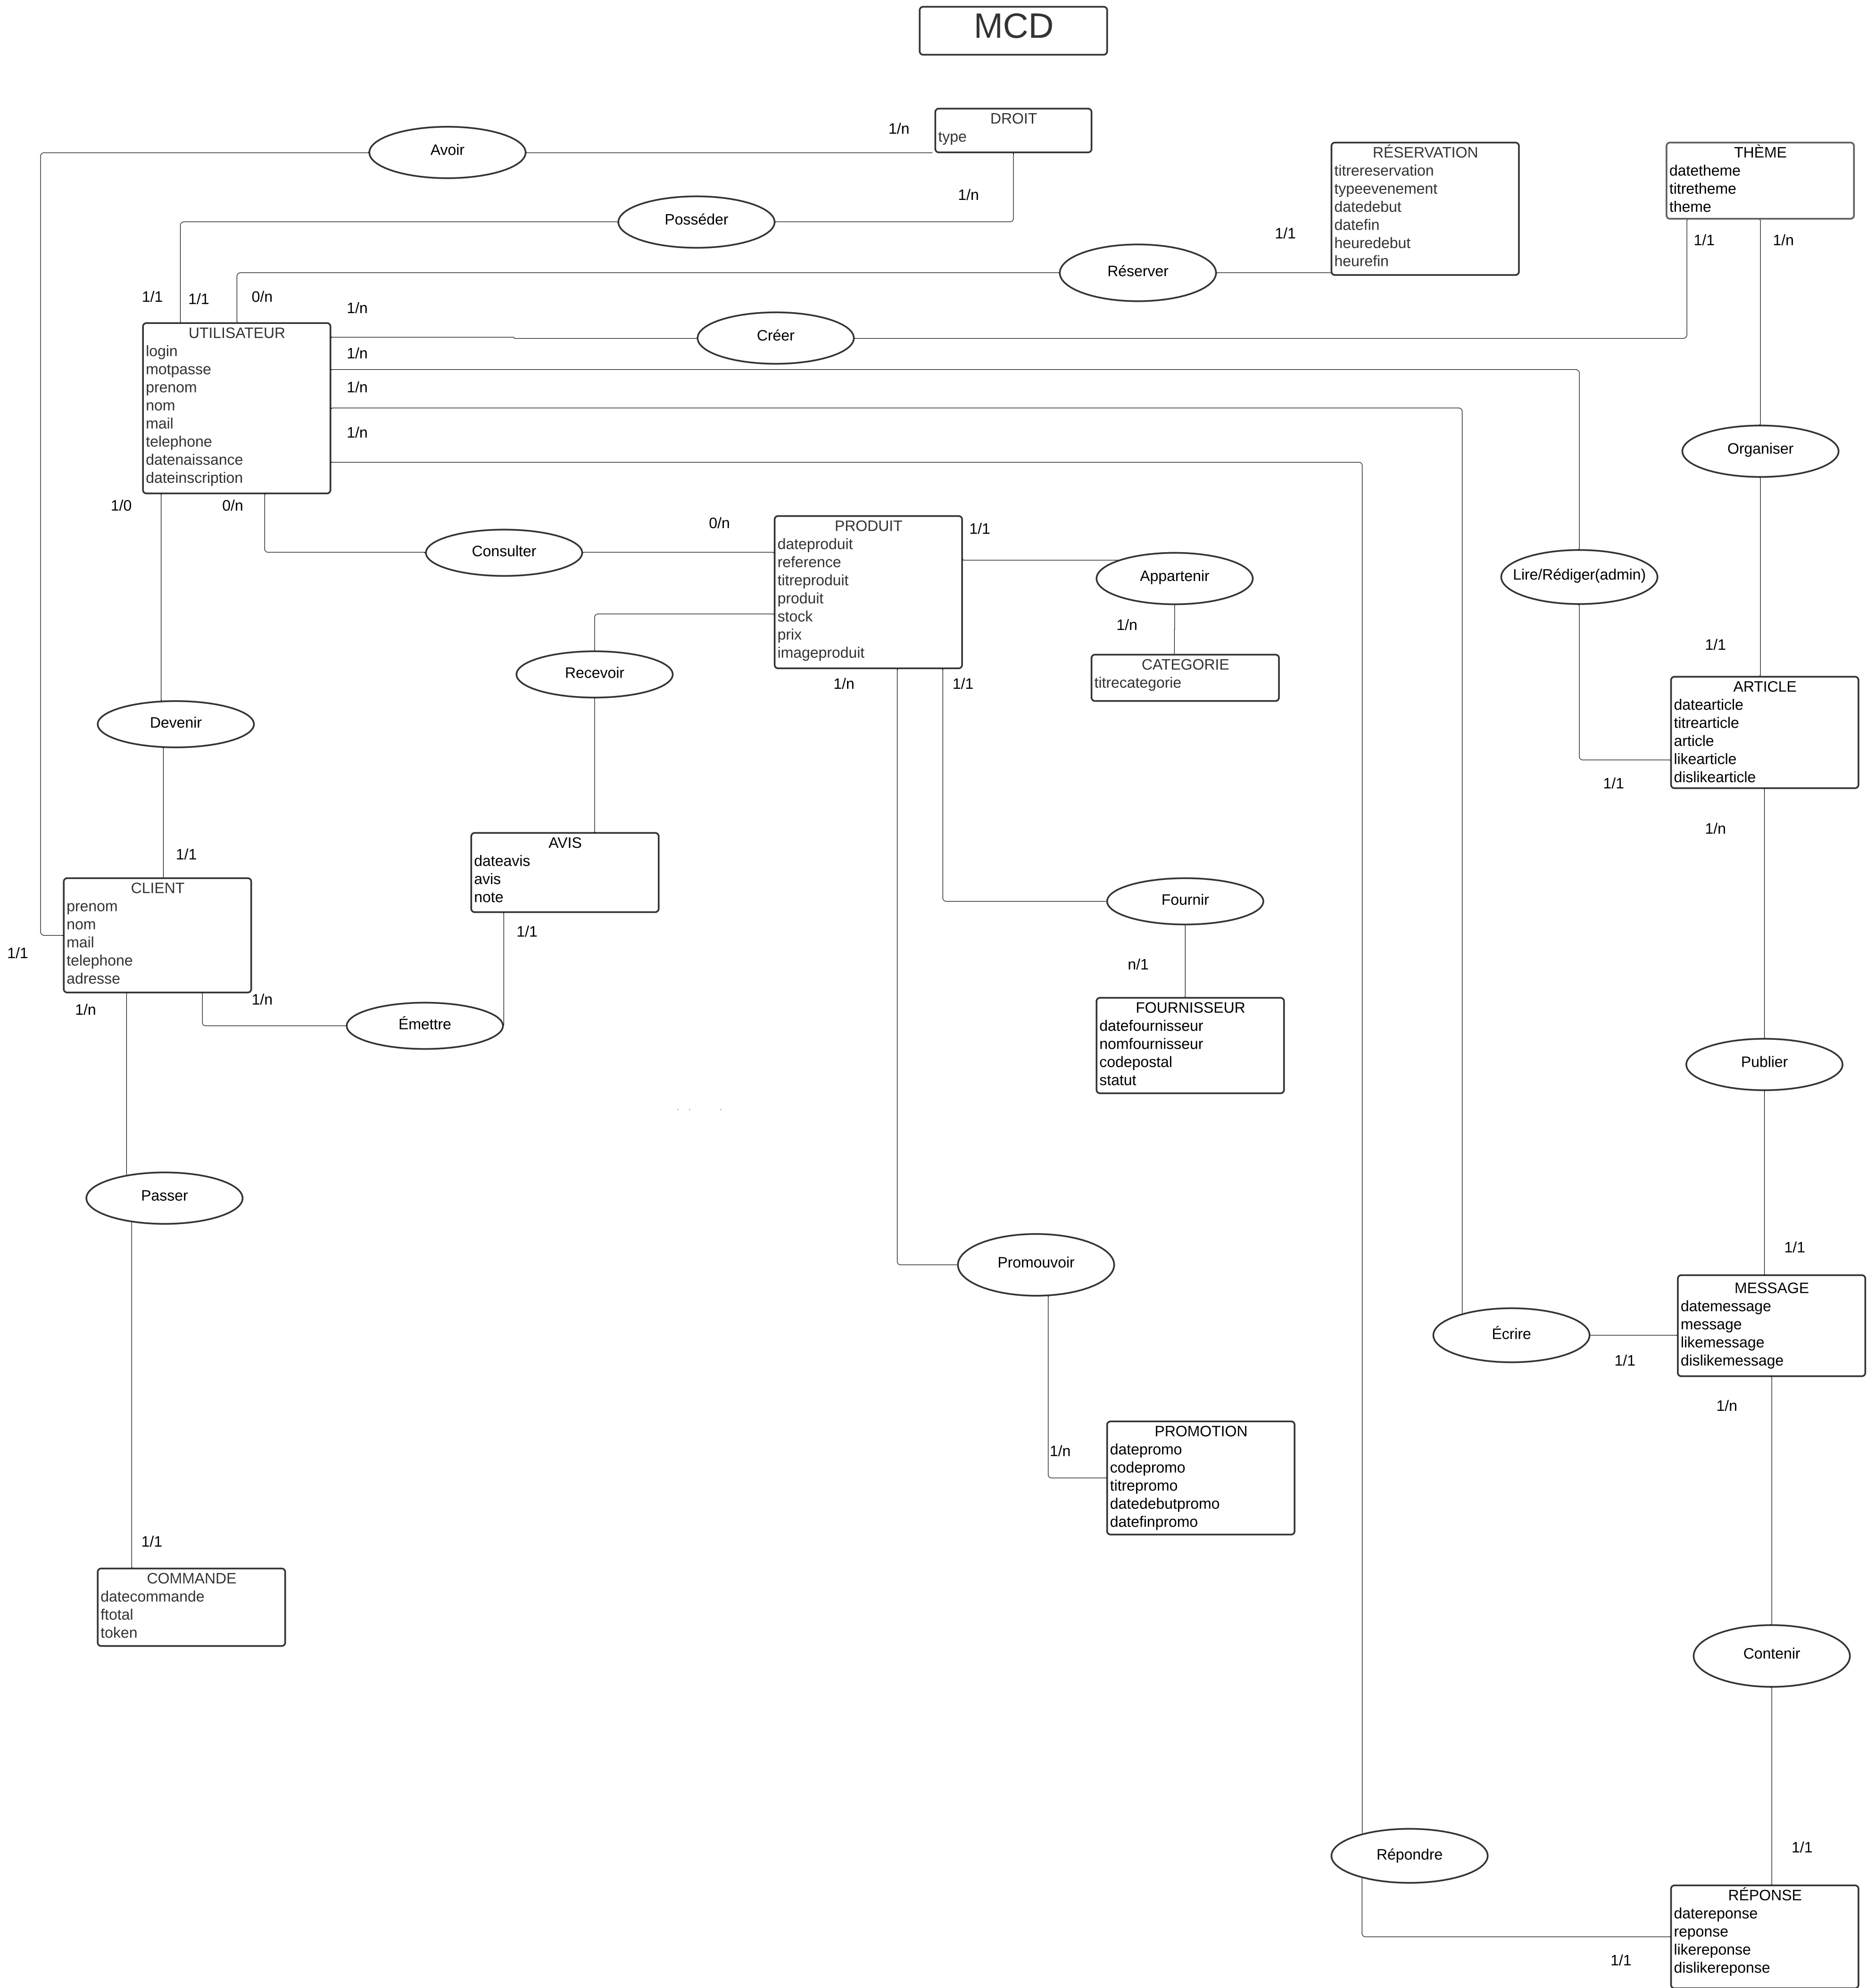 MCD
DROIT
type
1/n
Avoir
1/n
Posséder
RÉSERVATION
titrereservation
typeevenement
datedebut
datefin
heuredebut
heurefin
THÈME
datetheme
titretheme
theme
1/1
Réserver
1/1
1/n
1/1
1/1
0/n
1/n
UTILISATEUR
login
motpasse
prenom
nom
mail
telephone
datenaissance
dateinscription
Créer
1/n
1/n
1/n
Organiser
1/0
0/n
Consulter
0/n
PRODUIT
dateproduit
reference
titreproduit
produit
stock
prix
imageproduit
1/1
Appartenir
Lire/Rédiger(admin)
1/n
1/1
CATEGORIE
titrecategorie
Recevoir
1/n
1/1
ARTICLE
datearticle
titrearticle
article
likearticle
dislikearticle
Devenir
1/1
1/n
1/1
CLIENT
prenom
nom
mail
telephone
adresse
AVIS
dateavis
avis
note
Fournir
1/1
1/1
n/1
1/n
1/n
Émettre
FOURNISSEUR
datefournisseur
nomfournisseur
codepostal
statut
Publier
Passer
Promouvoir
1/1
MESSAGE
datemessage
message
likemessage
dislikemessage
Écrire
1/1
1/n
1/n
PROMOTION
datepromo
codepromo
titrepromo
datedebutpromo
datefinpromo
1/1
COMMANDE
datecommande
ftotal
token
Contenir
1/1
Répondre
RÉPONSE
datereponse
reponse
likereponse
dislikereponse
1/1